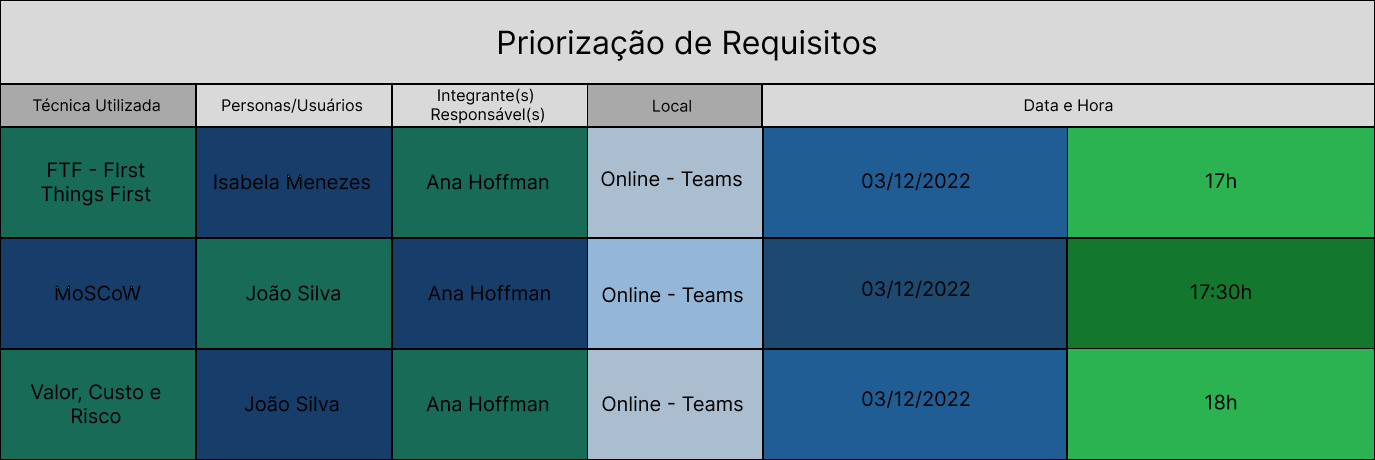 Priorização de Requisitos
Técnica Utilizada
Personas/Usuários
Integrante(s)
Responsável(s)
Local
Data e Hora
FTF - FIrst
Things First
Isabela Menezes
Ana Hoffman
Online - Teams
03/12/2022
17h
MoSCoW
João Silva
Ana Hoffman
Online - Teams
03/12/2022
17:30h
Valor, Custo e
Risco
João Silva
Ana Hoffman
Online - Teams
03/12/2022
18h